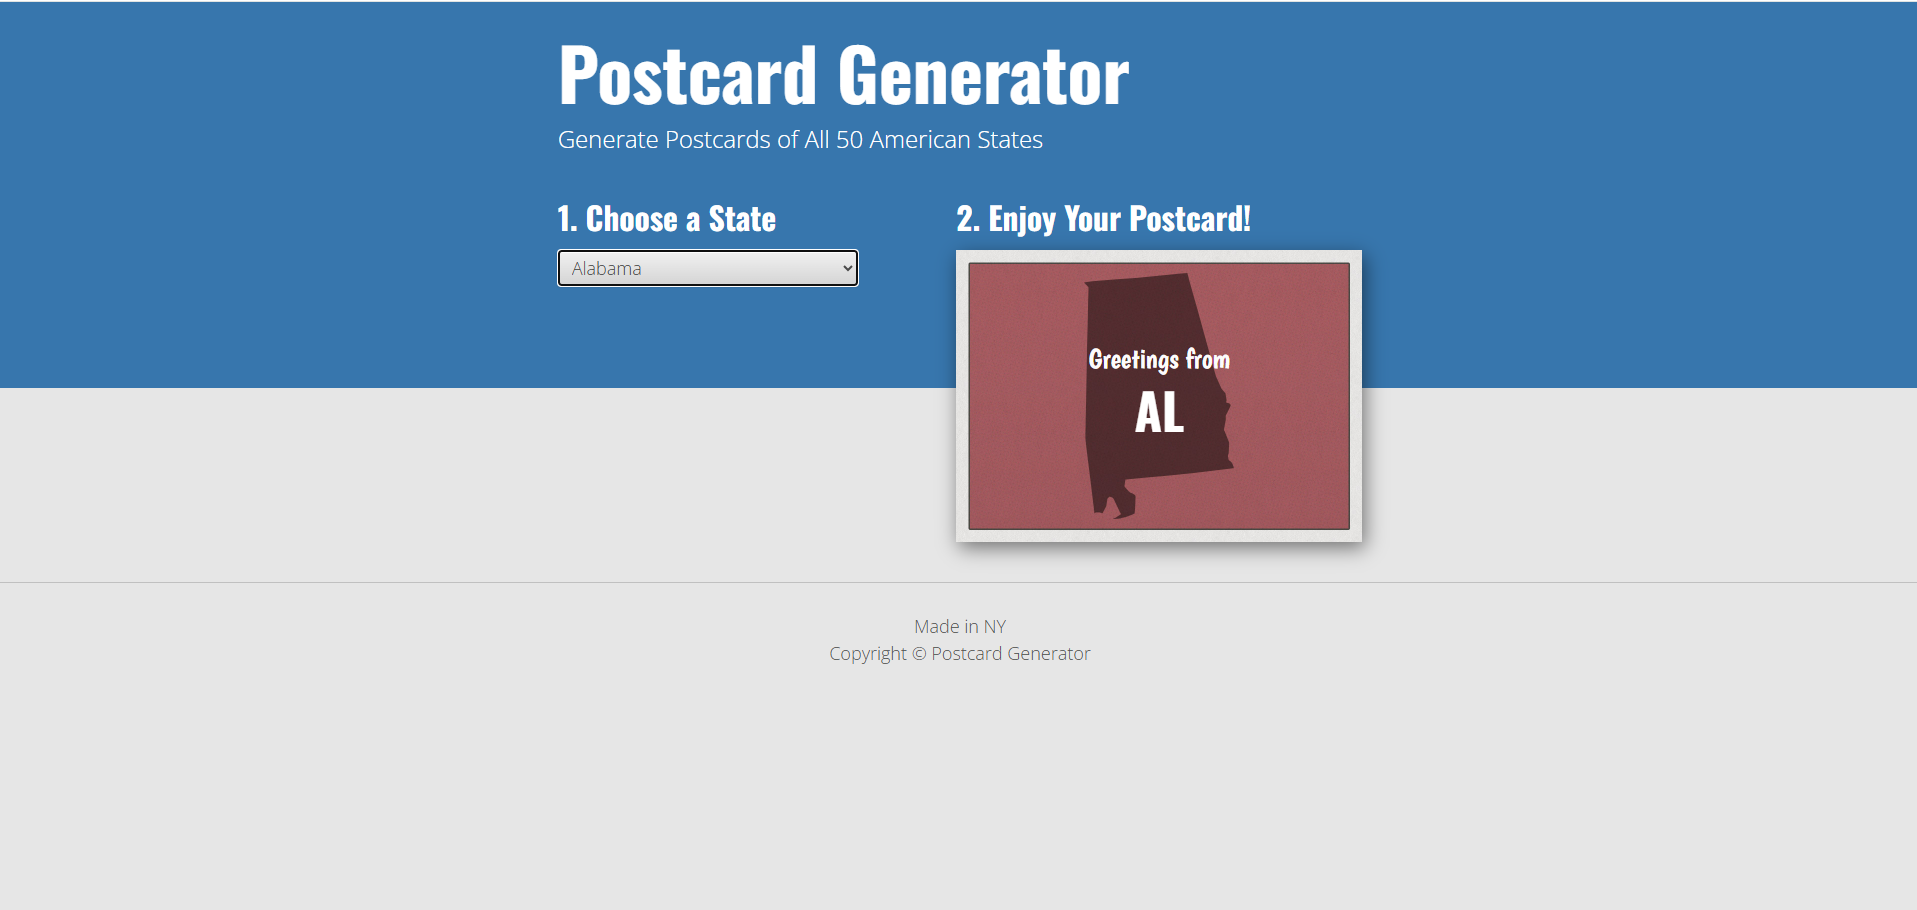 Postcard Generator
Generate Postcards of All 50 American States
1. Choose a State
Alabama
2. Enjoy Your Postcard!
Greetings from
AL
Made in NY
Copyright © Postcard Generator